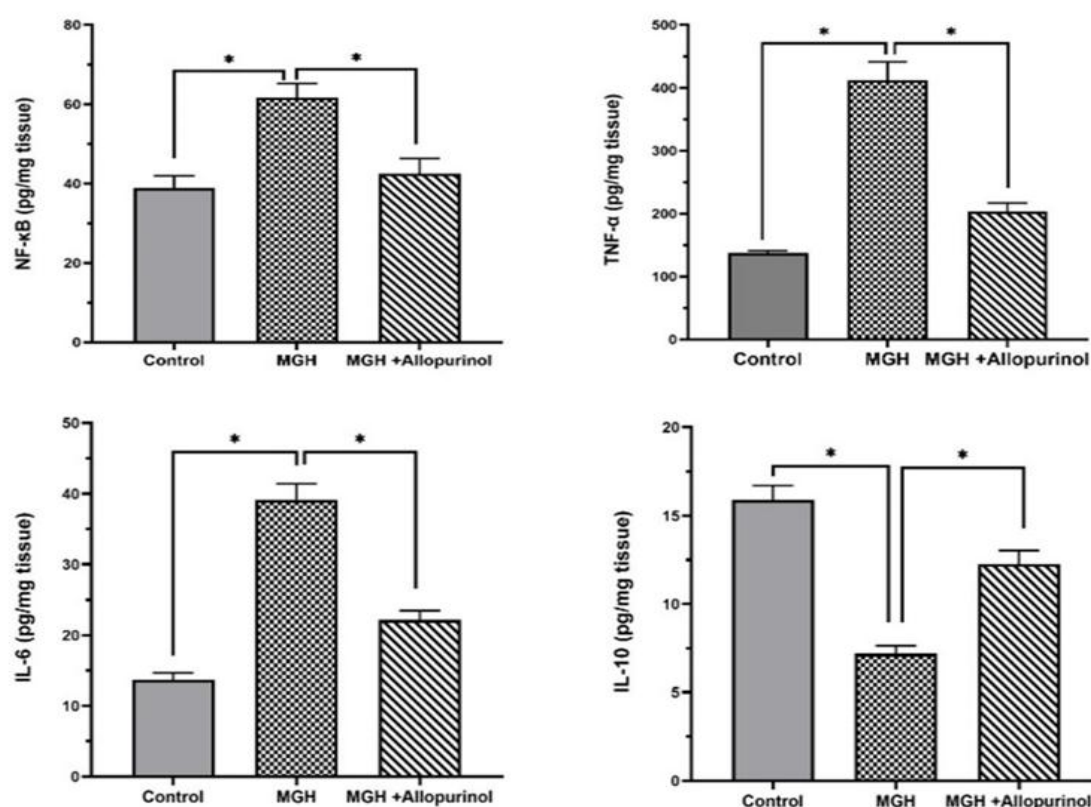 NF-κB (pg/mg tissue)
80
60
40
20
0
*
*
Control
MGH
MGH +Allopurinol
TNF-α (pg/mg tissue)
500
400
300
200
100
0
*
*
Control
MGH
MGH +Allopurinol
IL-6 (pg/mg tissue)
50
40
30
20
10
0
*
*
Control
MGH
MGH +Allopurinol
IL-10 (pg/mg tissue)
20
15
10
5
0
*
*
Control
MGH
MGH +Allopurinol